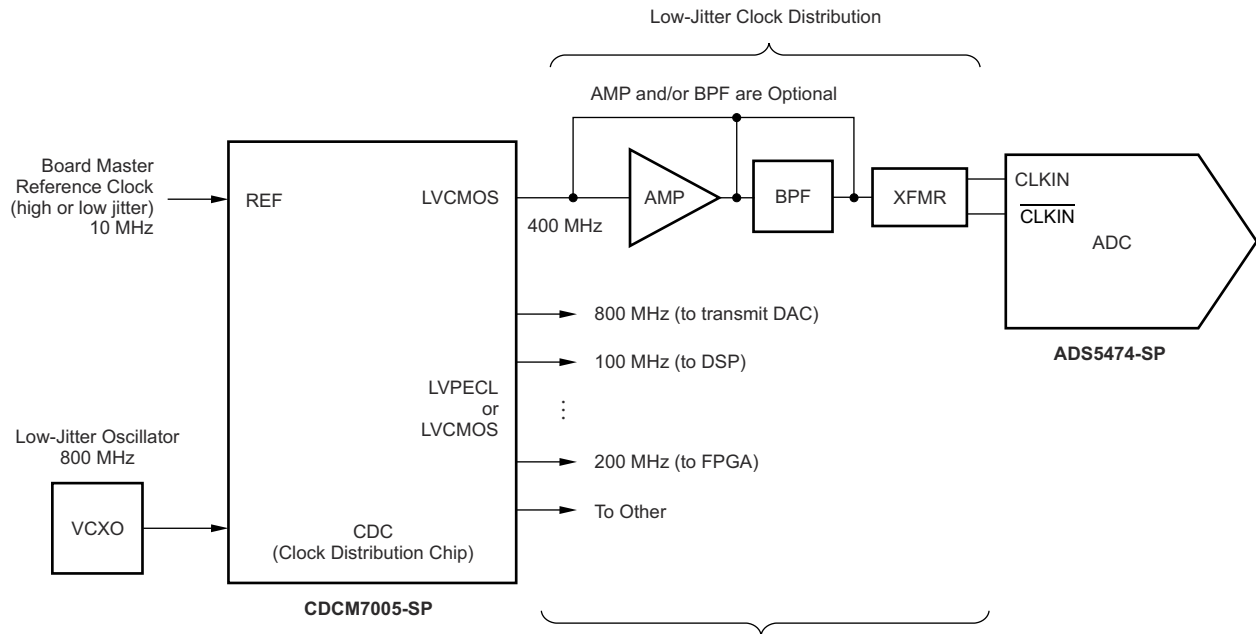 Low-Jitter Clock Distribution
AMP and/or BPF are Optional
Board Master
Reference Clock
(high or low jitter)
10 MHz
REF
LVCMOS
400 MHz
AMP
BPF
XFMR
CLKIN
CLKIN
ADC
ADS5474-SP
800 MHz (to transmit DAC)
100 MHz (to DSP)
LVPECL
or
LVCMOS
⋮
200 MHz (to FPGA)
To Other
Low-Jitter Oscillator
800 MHz
VCXO
CDC
(Clock Distribution Chip)
CDCM7005-SP